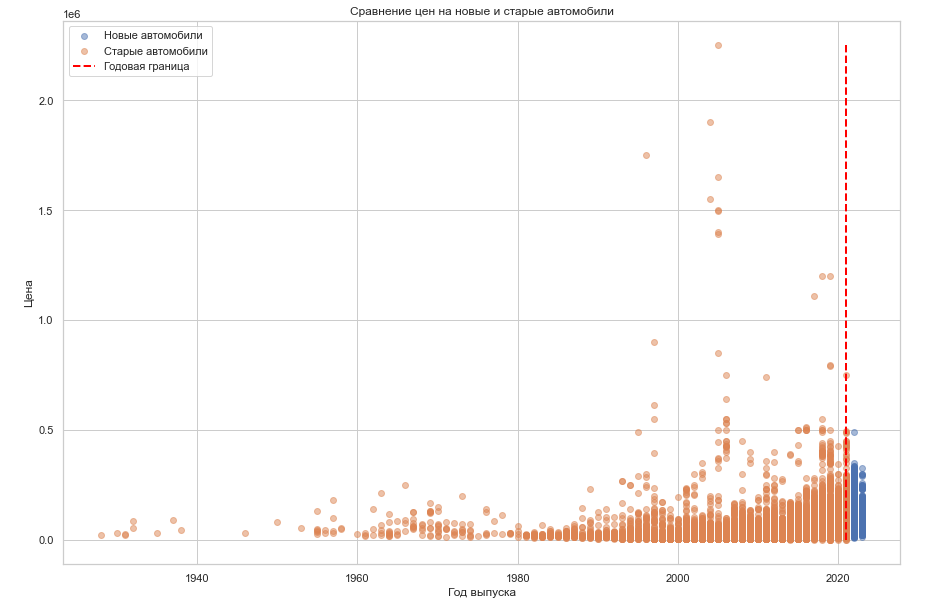 Сравнение цен на новые и старые автомобили
1e6
Новые автомобили
Старые автомобили
Годовая граница
2.0
1.5
1.0
0.5
0.0
Цена
1940
1960
1980
2000
2020
Год выпуска